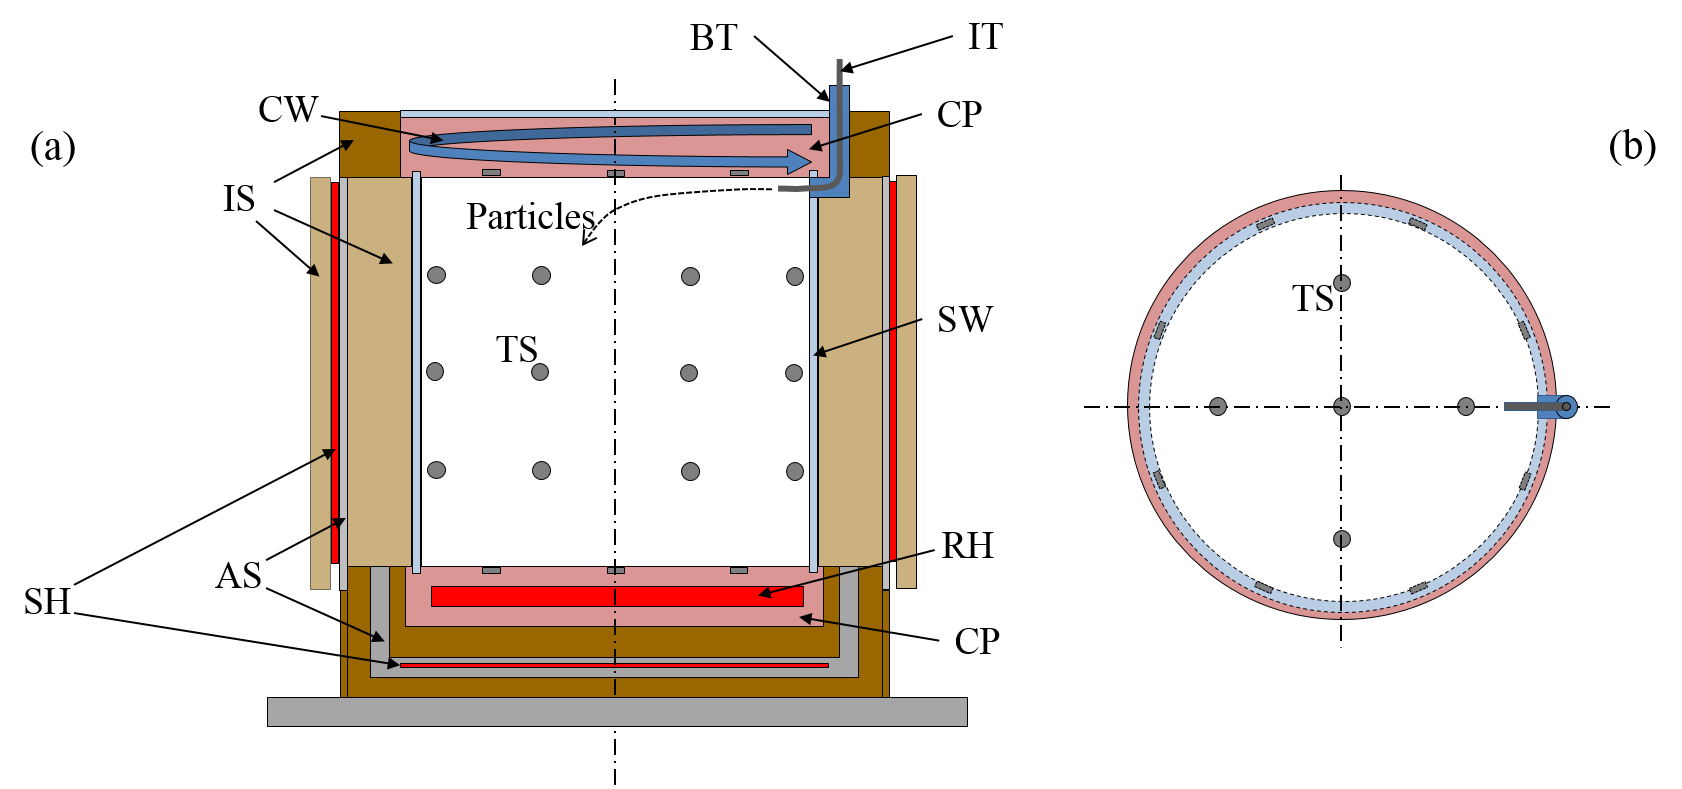 BT
IT
CW
CP
(a)
(b)
IS
Particles
TS
SW
TS
RH
AS
SH
CP